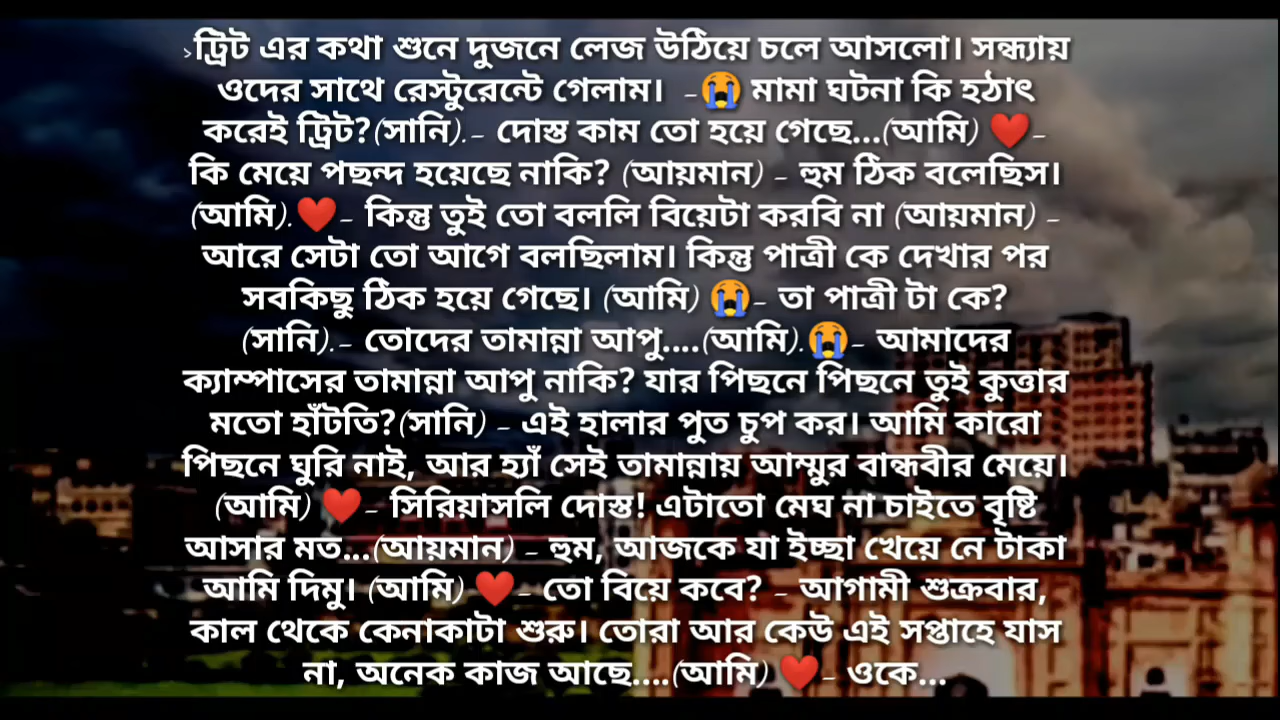 >ট্রিট এর কথা শুনে দুজনে লেজ উঠিয়ে চলে আসলো। সন্ধ্যায়
ওদের সাথে রেস্টুরেন্টে গেলাম। -😭 মামা ঘটনা কি হঠাৎ
করেই ট্রিট?(সানি).- দোস্ত কাম তো হয়ে গেছে...(আমি) ❤️-
কি মেয়ে পছন্দ হয়েছে নাকি? (আয়মান) - হুম ঠিক বলেছিস।
(আমি).❤️- কিন্তু তুই তো বললি বিয়েটা করবি না (আয়মান) -
আরে সেটা তো আগে বলছিলাম। কিন্তু পাত্রী কে দেখার পর
সবকিছু ঠিক হয়ে গেছে। (আমি) 😭- তা পাত্রী টা কে?
(সানি).- তোদের তামান্না আপু....(আমি).😭- আমাদের
ক্যাম্পাসের তামান্না আপু নাকি? যার পিছনে পিছনে তুই কুত্তার
মতো হাঁটতি?(সানি) - এই হালার পুত চুপ কর। আমি কারো
পিছনে ঘুরি নাই, আর হ্যাঁ সেই তামান্নায় আম্মুর বান্ধবীর মেয়ে।
(আমি) ❤️- সিরিয়াসলি দোস্ত! এটাতো মেঘ না চাইতে বৃষ্টি
আসার মত...(আয়মান) - হুম, আজকে যা ইচ্ছা খেয়ে নে টাকা
আমি দিমু। (আমি) ❤️- তো বিয়ে কবে? - আগামী শুক্রবার,
কাল থেকে কেনাকাটা শুরু। তোরা আর কেউ এই সপ্তাহে যাস
না, অনেক কাজ আছে....(আমি) ❤️- ওকে...